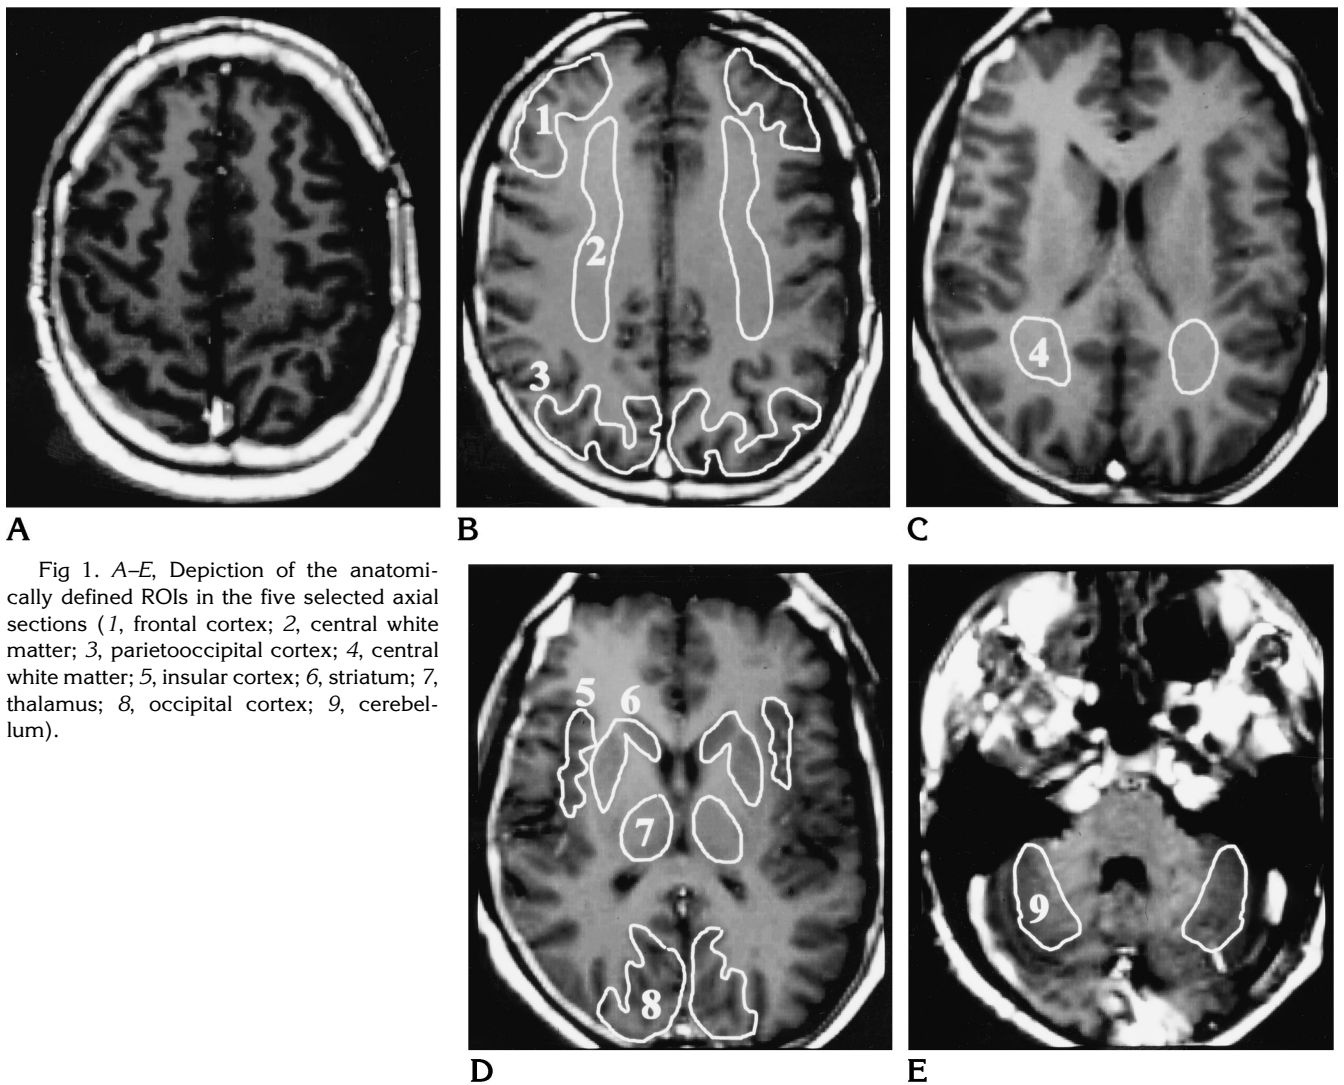 1
2
3
4
A
B
C
Fig 1. A–E, Depiction of the anatomi-
cally defined ROIs in the five selected axial
sections (1, frontal cortex; 2, central white
matter; 3, parietooccipital cortex; 4, central
white matter; 5, insular cortex; 6, striatum; 7,
thalamus; 8, occipital cortex; 9, cerebel-
lum).
5
6
7
8
9
D
E